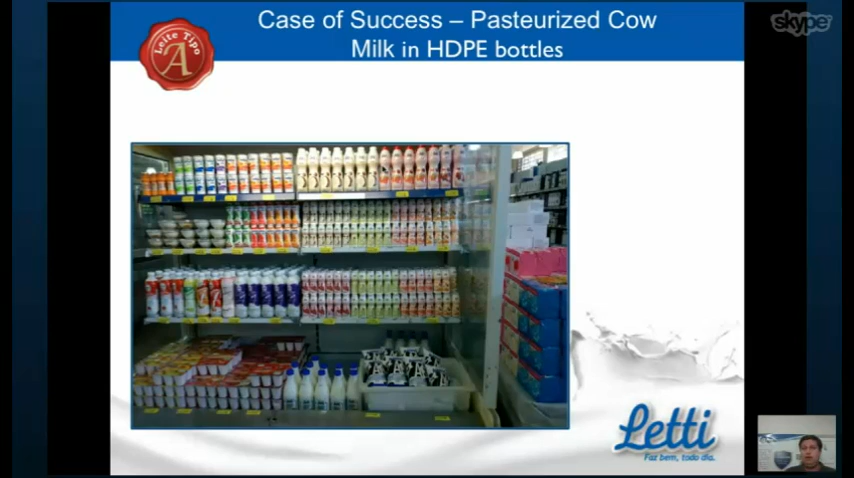 Case of Success – Pasteurized Cow
Milk in HDPE bottles
Leite Tipo
A
skype
Letti
Faz bem, todo dia.